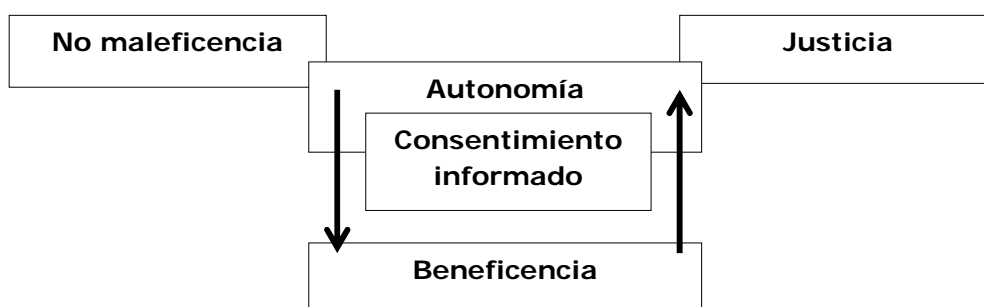 No maleficencia
Justicia
Autonomía
Consentimiento
informado
Beneficencia